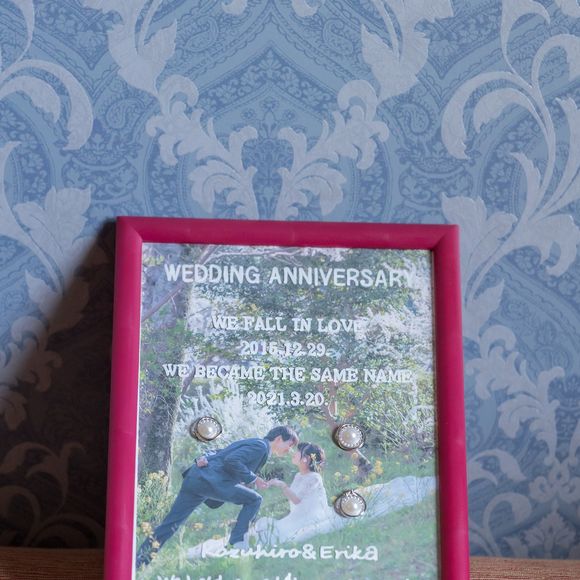 WEDDING ANNIVERSARY
WE FALL IN LOVE
2015.12.29.
WE BECAME THE SAME NAME
2021.3.20.
Kazuhiro&Erika